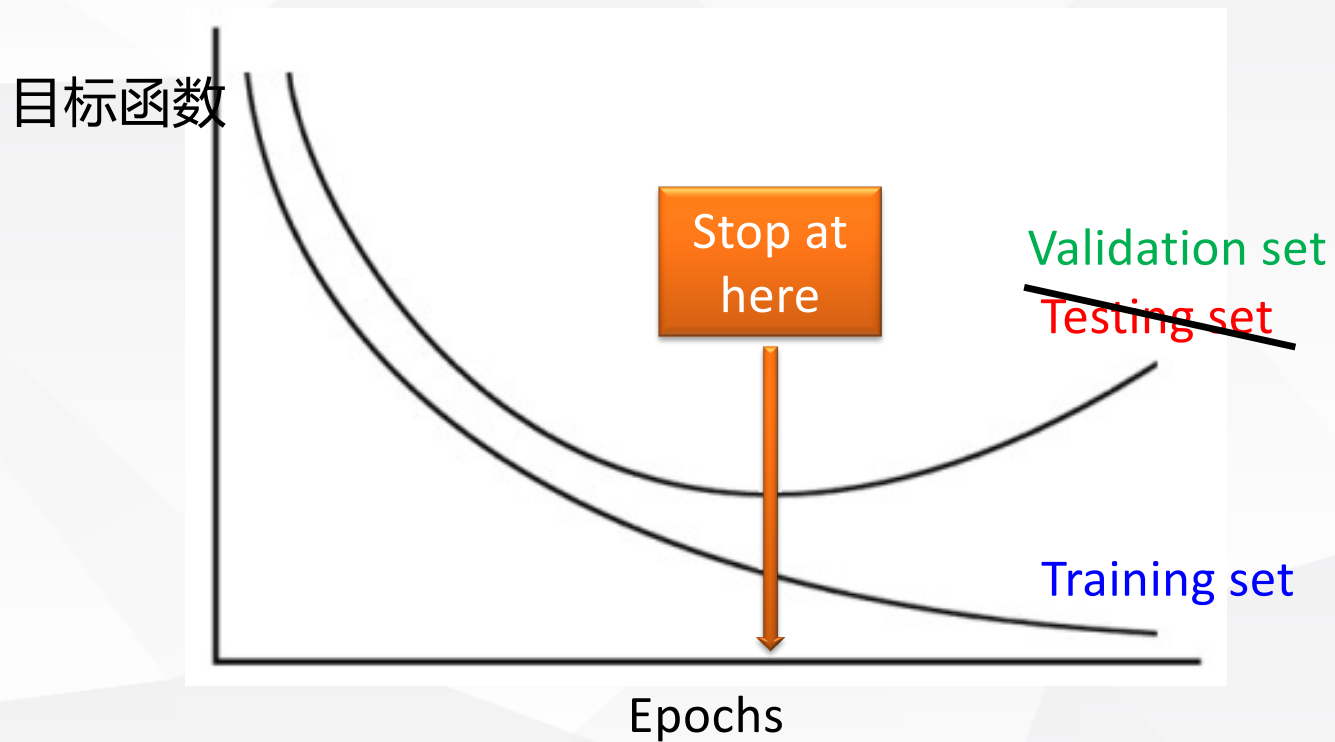 目标函数
Stop at
here
Validation set
Testing set
Training set
Epochs